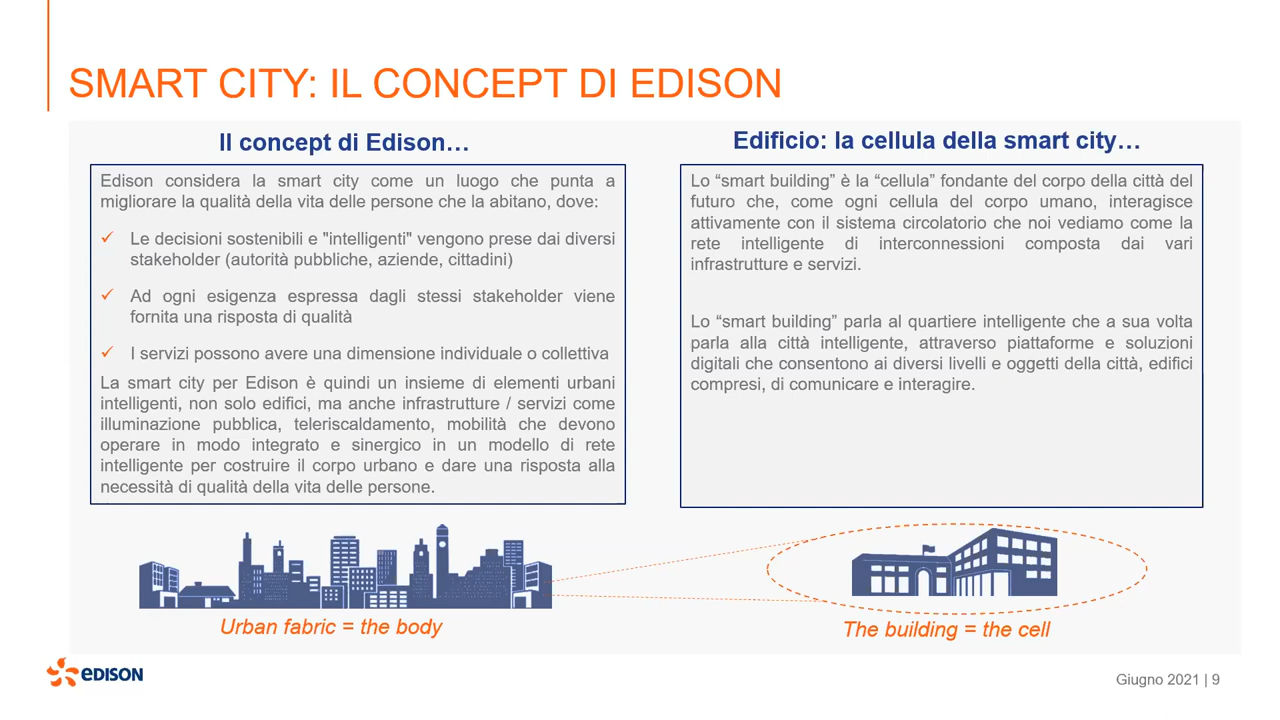 SMART CITY: IL CONCEPT DI EDISON
Il concept di Edison…
Edison considera la smart city come un luogo che punta a
migliorare la qualità della vita delle persone che la abitano, dove:
✓ Le decisioni sostenibili e "intelligenti" vengono prese dai diversi
stakeholder (autorità pubbliche, aziende, cittadini)
✓ Ad ogni esigenza espressa dagli stessi stakeholder viene
fornita una risposta di qualità
✓ I servizi possono avere una dimensione individuale o collettiva
La smart city per Edison è quindi un insieme di elementi urbani
intelligenti, non solo edifici, ma anche infrastrutture / servizi come
illuminazione pubblica, teleriscaldamento, mobilità che devono
operare in modo integrato e sinergico in un modello di rete
intelligente per costruire il corpo urbano e dare una risposta alla
necessità di qualità della vita delle persone.
Edificio: la cellula della smart city…
Lo “smart building” è la “cellula” fondante del corpo della città del
futuro che, come ogni cellula del corpo umano, interagisce
attivamente con il sistema circolatorio che noi vediamo come la
rete intelligente di interconnessioni composta dai vari
infrastrutture e servizi.
Lo “smart building” parla al quartiere intelligente che a sua volta
parla alla città intelligente, attraverso piattaforme e soluzioni
digitali che consentono ai diversi livelli e oggetti della città, edifici
compresi, di comunicare e interagire.
Urban fabric = the body
The building = the cell
EDISON
Giugno 2021 | 9